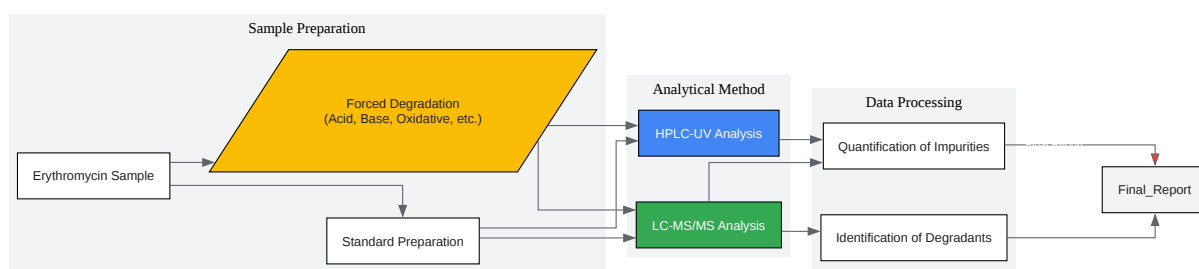 Sample Preparation
Forced Degradation
(Acid, Base, Oxidative, etc.)
Erythromycin Sample
Standard Preparation
Analytical Method
HPLC-UV Analysis
LC-MS/MS Analysis
Data Processing
Quantification of Impurities
Identification of Degradants
Final_Report